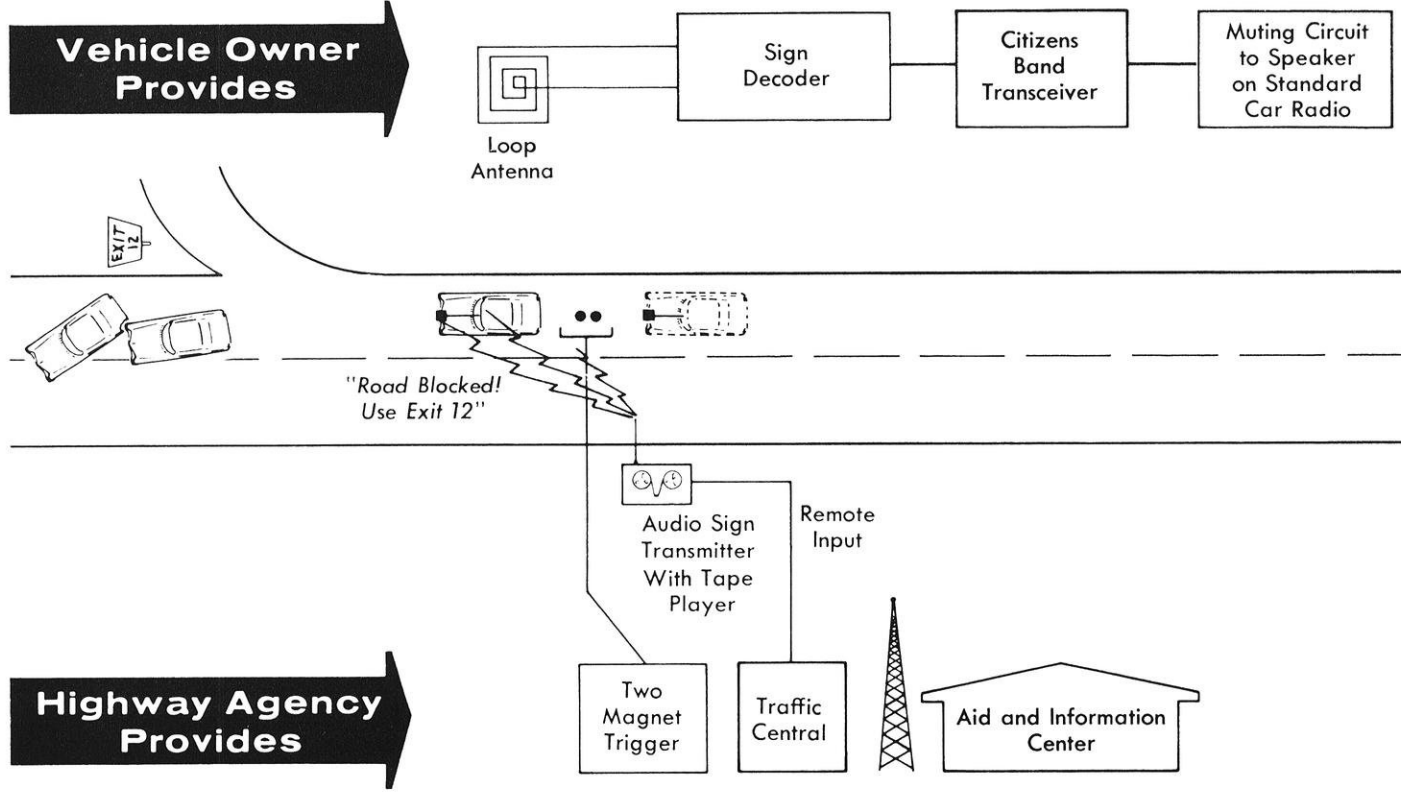 Vehicle Owner
Provides
Loop
Antenna
Sign
Decoder
Citizens
Band
Transceiver
Muting Circuit
to Speaker
on Standard
Car Radio
EXIT
12
"Road Blocked!
Use Exit 12"
Audio Sign
Transmitter
With Tape
Player
Remote
Input
Highway Agency
Provides
Two
Magnet
Trigger
Traffic
Central
Aid and Information
Center